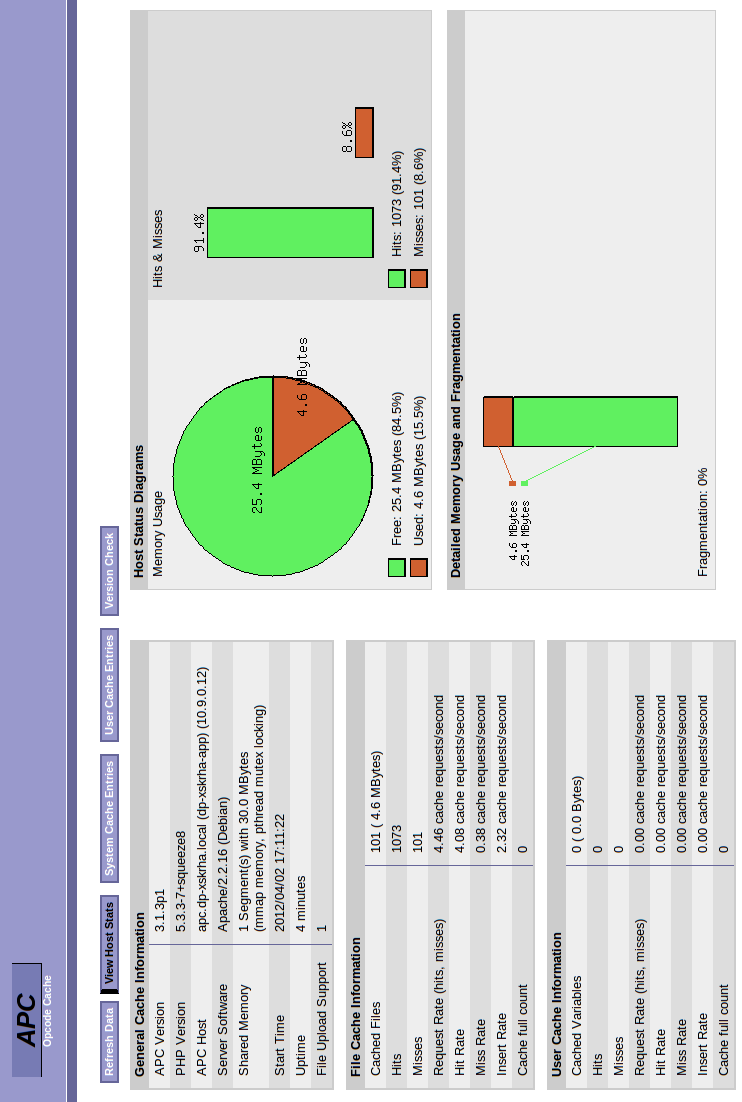 APC
Opcode Cache
Refresh Data
View Host Stats
System Cache Entries
User Cache Entries
Version Check
General Cache Information
APC Version 3.1.3p1
PHP Version 5.3.3-7+squeeze8
APC Host apc.dp-xskrha.local (dp-xskrha-app) (10.9.0.12)
Server Software Apache/2.2.16 (Debian)
Shared Memory 1 Segment(s) with 30.0 MBytes
(mmap memory, pthread mutex locking)
Start Time 2012/04/02 17:11:22
Uptime 4 minutes
File Upload Support 1
File Cache Information
Cached Files 101 ( 4.6 MBytes)
Hits 1073
Misses 101
Request Rate (hits, misses) 4.46 cache requests/second
Hit Rate 4.08 cache requests/second
Miss Rate 0.38 cache requests/second
Insert Rate 2.32 cache requests/second
Cache full count 0
User Cache Information
Cached Variables 0 ( 0.0 Bytes)
Hits 0
Misses 0
Request Rate (hits, misses) 0.00 cache requests/second
Hit Rate 0.00 cache requests/second
Miss Rate 0.00 cache requests/second
Insert Rate 0.00 cache requests/second
Cache full count 0
Host Status Diagrams
Memory Usage
25.4 MBytes
4.6 MBytes
Free: 25.4 MBytes (84.5%)
Used: 4.6 MBytes (15.5%)
Hits & Misses
91.4%
8.6%
Hits: 1073 (91.4%)
Misses: 101 (8.6%)
Detailed Memory Usage and Fragmentation
4.6 MBytes
25.4 MBytes
Fragmentation: 0%